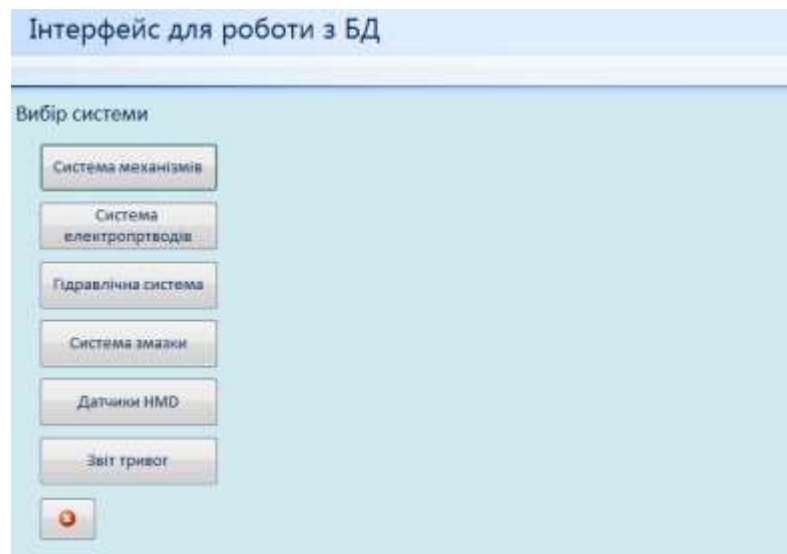 Інтерфейс для роботи з БД
Вибір системи
Система механізмів
Система
електропртводів
Гідравлічна система
Система змазки
Датчики HMD
Звіт тривог